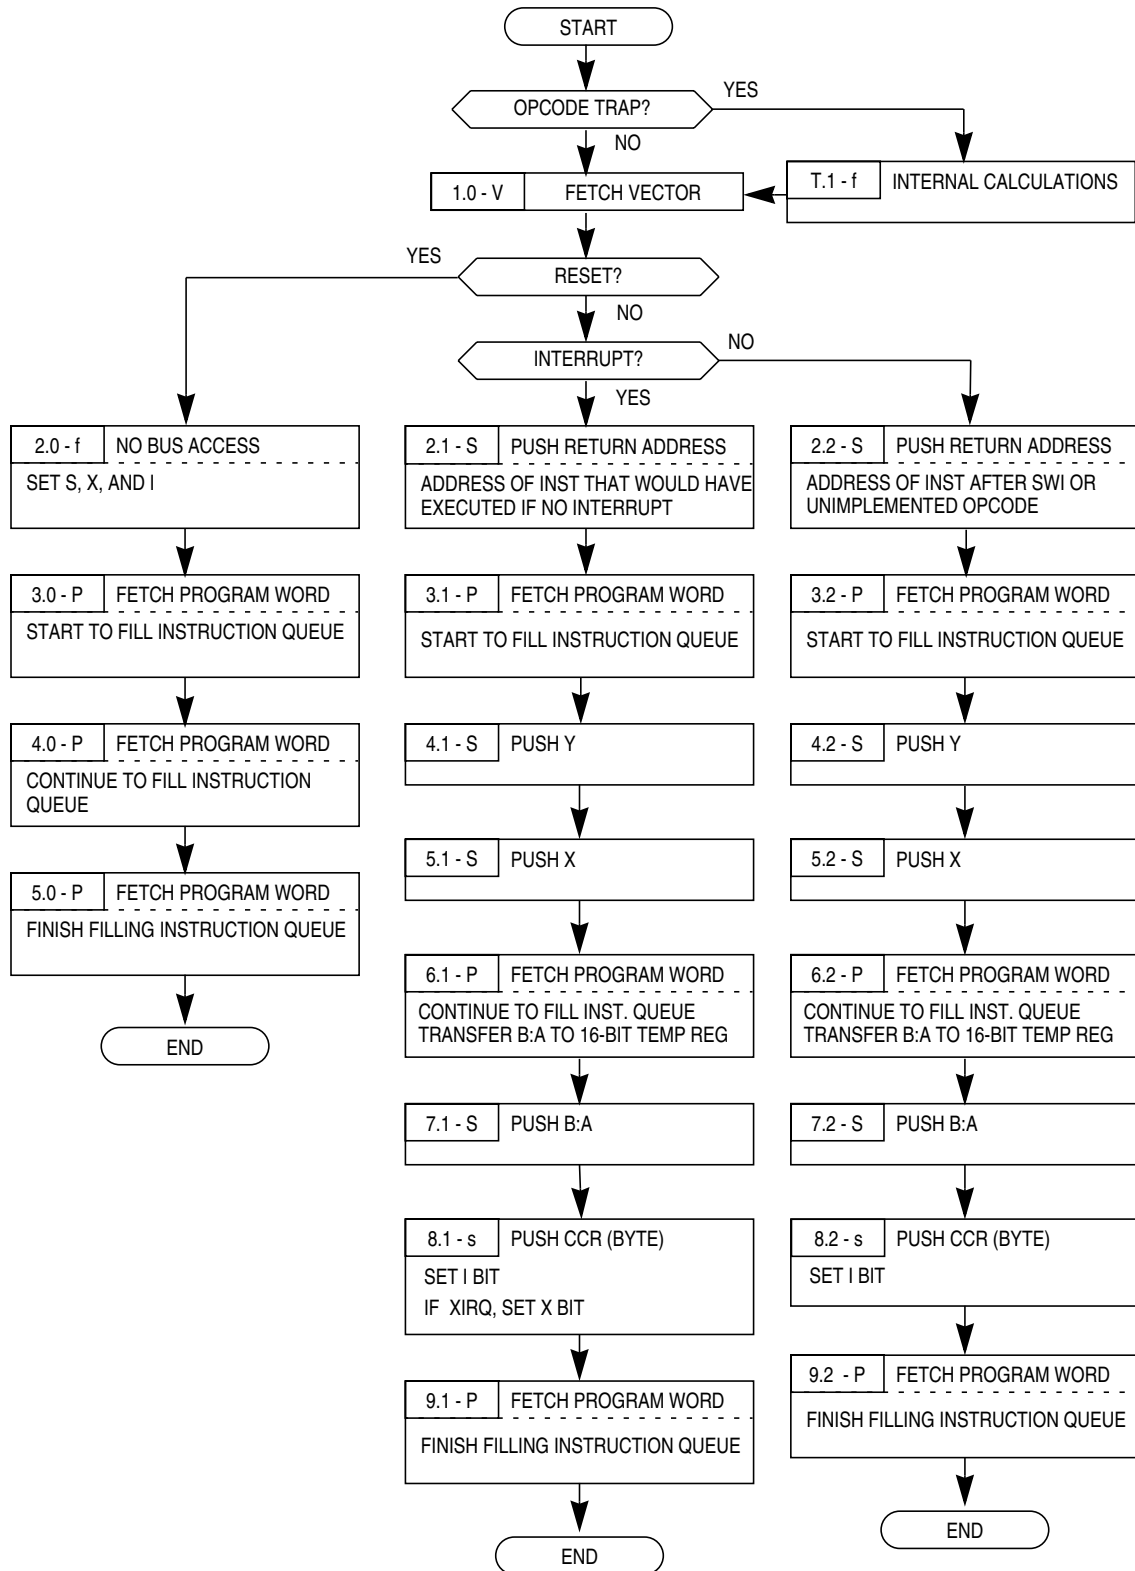 START
OPCODE TRAP?
YES
NO
T.1 - f INTERNAL CALCULATIONS
1.0 - V FETCH VECTOR
YES
RESET?
NO
INTERRUPT?
NO
YES
2.0 - f NO BUS ACCESS
SET S, X, AND I
3.0 - P FETCH PROGRAM WORD
START TO FILL INSTRUCTION QUEUE
4.0 - P FETCH PROGRAM WORD
CONTINUE TO FILL INSTRUCTION
QUEUE
5.0 - P FETCH PROGRAM WORD
FINISH FILLING INSTRUCTION QUEUE
END
2.1 - S PUSH RETURN ADDRESS
ADDRESS OF INST THAT WOULD HAVE
EXECUTED IF NO INTERRUPT
3.1 - P FETCH PROGRAM WORD
START TO FILL INSTRUCTION QUEUE
4.1 - S PUSH Y
5.1 - S PUSH X
6.1 - P FETCH PROGRAM WORD
CONTINUE TO FILL INST. QUEUE
TRANSFER B:A TO 16-BIT TEMP REG
7.1 - S PUSH B:A
8.1 - s PUSH CCR (BYTE)
SET I BIT
IF XIRQ, SET X BIT
9.1 - P FETCH PROGRAM WORD
FINISH FILLING INSTRUCTION QUEUE
END
2.2 - S PUSH RETURN ADDRESS
ADDRESS OF INST AFTER SWI OR
UNIMPLEMENTED OPCODE
3.2 - P FETCH PROGRAM WORD
START TO FILL INSTRUCTION QUEUE
4.2 - S PUSH Y
5.2 - S PUSH X
6.2 - P FETCH PROGRAM WORD
CONTINUE TO FILL INST. QUEUE
TRANSFER B:A TO 16-BIT TEMP REG
7.2 - S PUSH B:A
8.2 - s PUSH CCR (BYTE)
SET I BIT
9.2 - P FETCH PROGRAM WORD
FINISH FILLING INSTRUCTION QUEUE
END